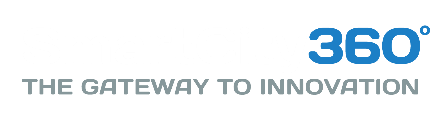 360°
THE GATEWAY TO INNOVATION